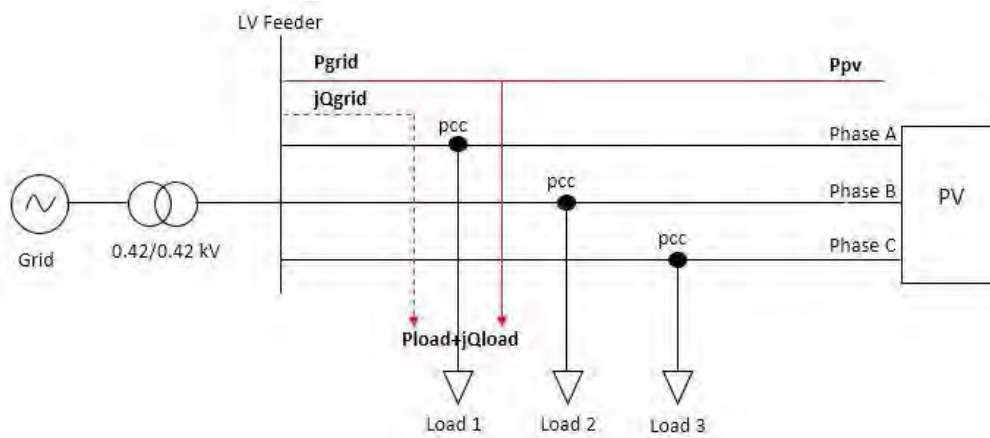 LV Feeder
Pgrid
Ppv
jQgrid
pcc
Phase A
pcc
Phase B
PV
pcc
Phase C
Grid
0.42/0.42 kV
Pload+jQload
Load 1
Load 2
Load 3